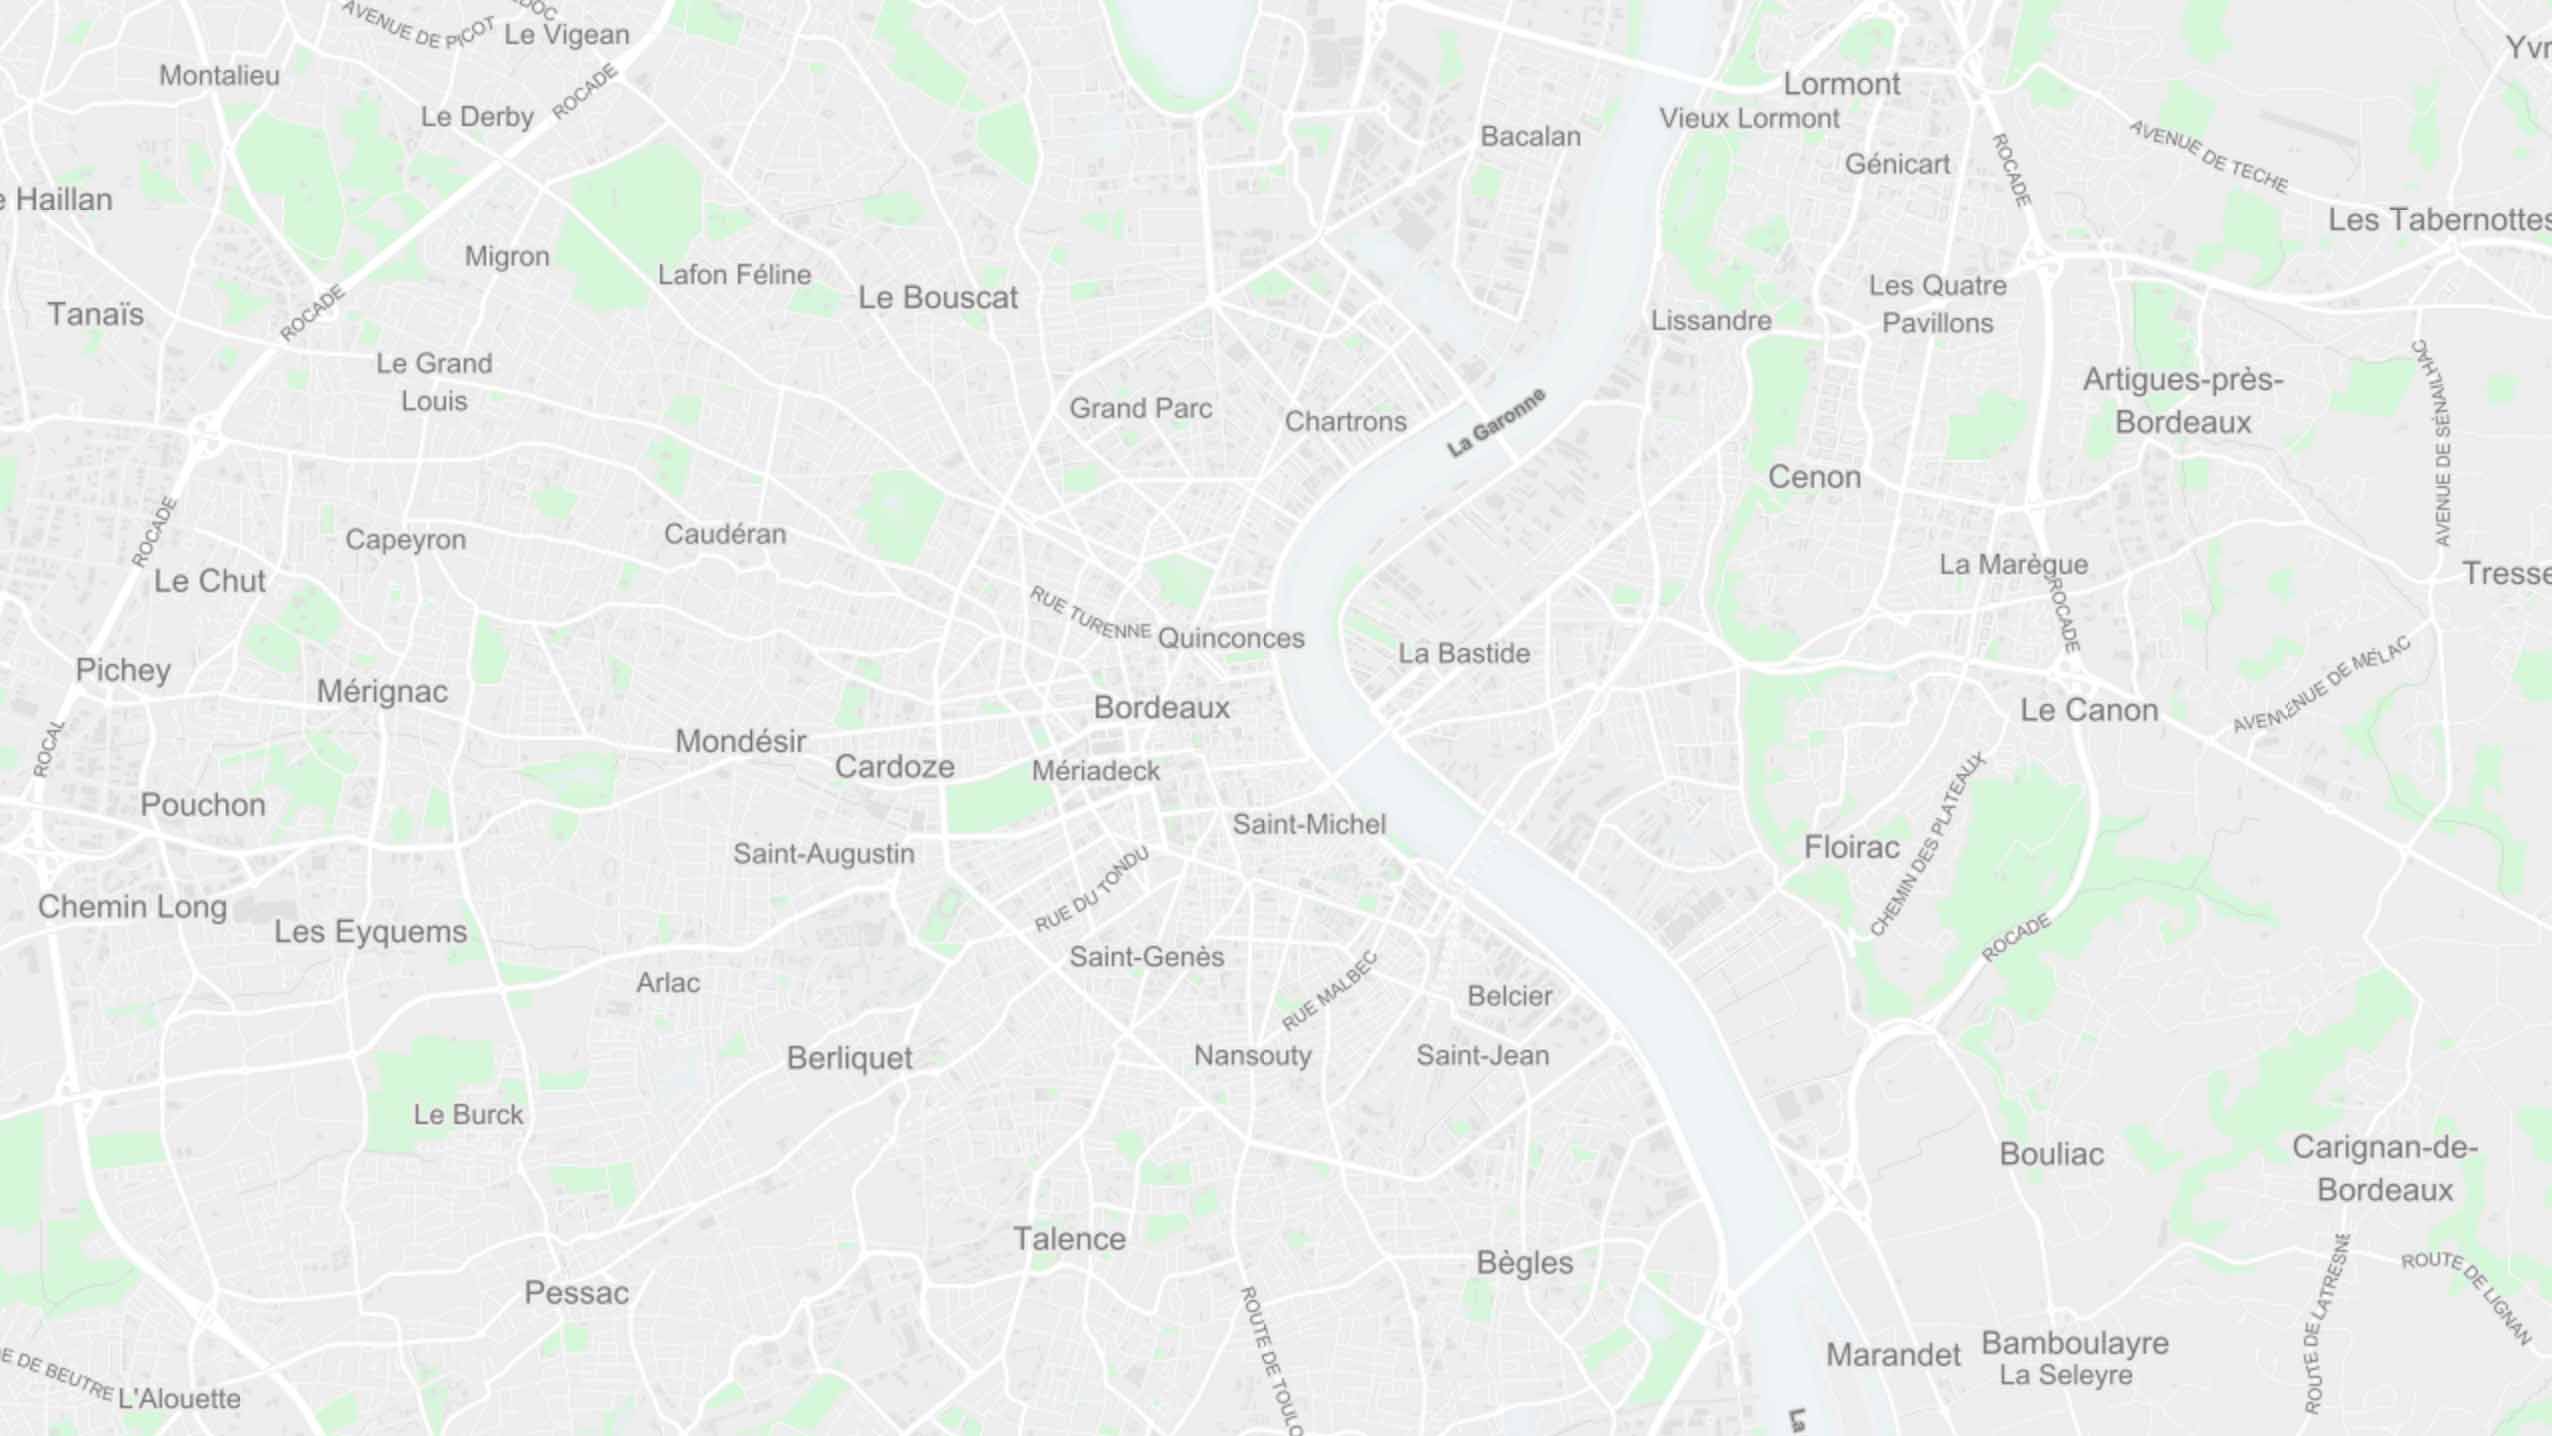 AVENUE DE PICOT
Le Vigean
Montalieu
ROCADE
Le Derby
Lormont
Vieux Lormont
Bacalan
Génicart
ROCADE
AVENUE DE TECHE
Haillan
Les Tabernottes
Migron
Lafon Féline
Le Bouscat
Les Quatre
Pavillons
Tanaïs
ROCADE
Lissandre
Le Grand
Louis
Grand Parc
Chartrons
La Garonne
Artigues-près-
Bordeaux
AVENUE DE SÉNAILHAC
Cenon
ROCADE
Capeyron
Caudéran
Le Chut
La Marègue
ROCADE
RUE TURENNE
Quinconces
La Bastide
Pichey
Mérignac
Bordeaux
Le Canon
AVENUE DE MÉLAC
ROCAL
Mondésir
Cardoze
Mériadeck
Pouchon
Saint-Michel
Saint-Augustin
Floirac
CHEMIN DES PLATEAUX
RUE DU TONDU
Chemin Long
Les Eyquems
ROCADE
Saint-Genès
RUE MALBEC
Arlac
Belcier
Berliquet
Nansouty
Saint-Jean
Le Burck
Bouliac
Carignan-de-
Bordeaux
Talence
Bègles
Pessac
ROUTE DE LATRESNE
ROUTE DE LIGNAN
ROUTE DE TOULO
Marandet
Bamboulayre
La Seleyre
DE BEUTRE
L'Alouette
La